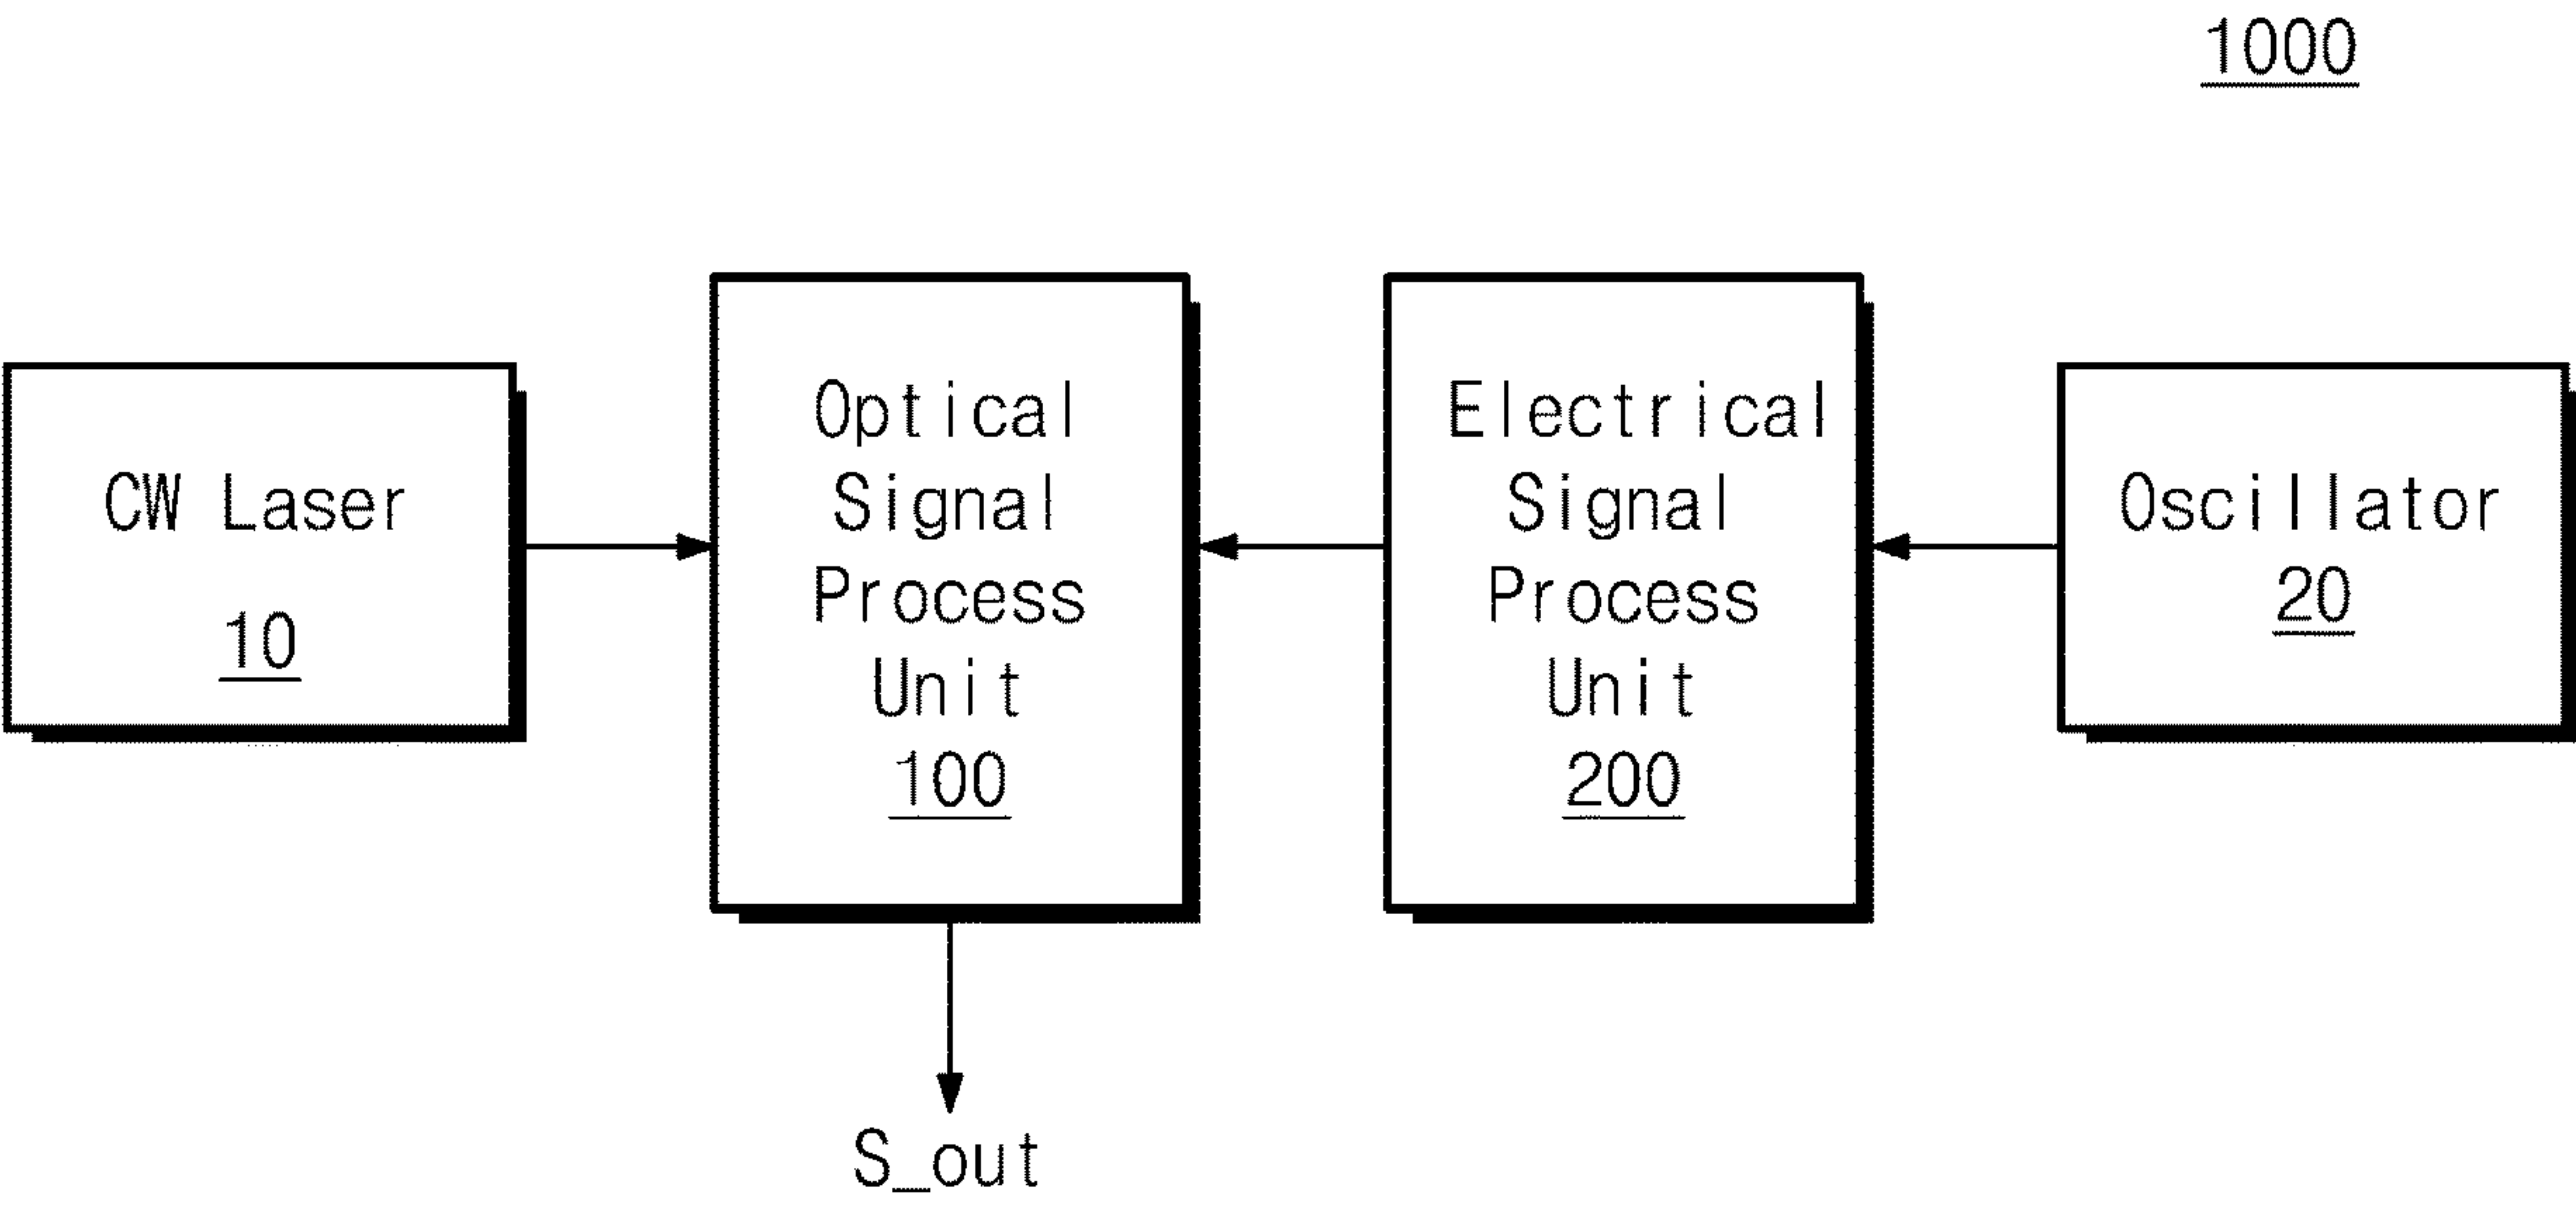 1000
CW Laser
10
Optical
Signal
Process
Unit
100
Electrical
Signal
Process
Unit
200
Oscillator
20
S_out